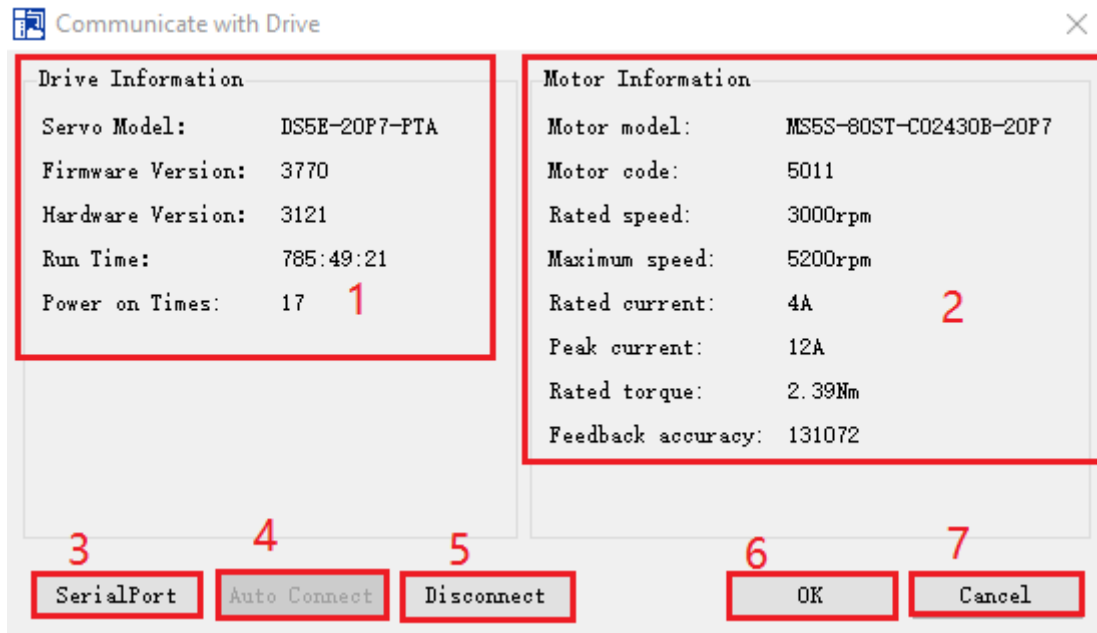 Communicate with Drive
Drive Information
Servo Model: DS5E-20P7-PTA
Firmware Version: 3770
Hardware Version: 3121
Run Time: 785:49:21
Power on Times: 17
1
Motor Information
Motor model: MS5S-80ST-C02430B-20P7
Motor code: 5011
Rated speed: 3000rpm
Maximum speed: 5200rpm
Rated current: 4A
Peak current: 12A
Rated torque: 2.39Nm
Feedback accuracy: 131072
2
3
4
5
6
7
SerialPort
Auto Connect
Disconnect
OK
Cancel